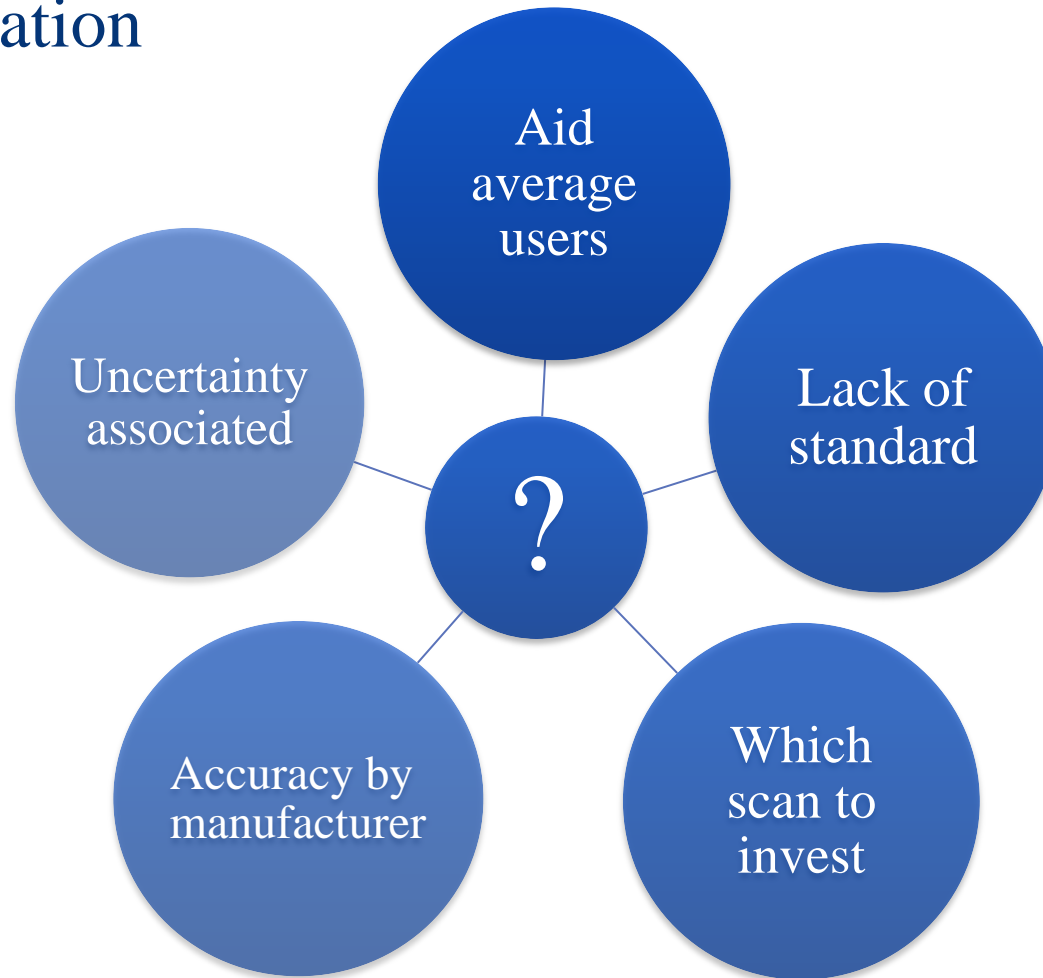 ation
Aid
average
users
Lack of
standard
Which
scan to
invest
Accuracy by
manufacturer
Uncertainty
associated
?